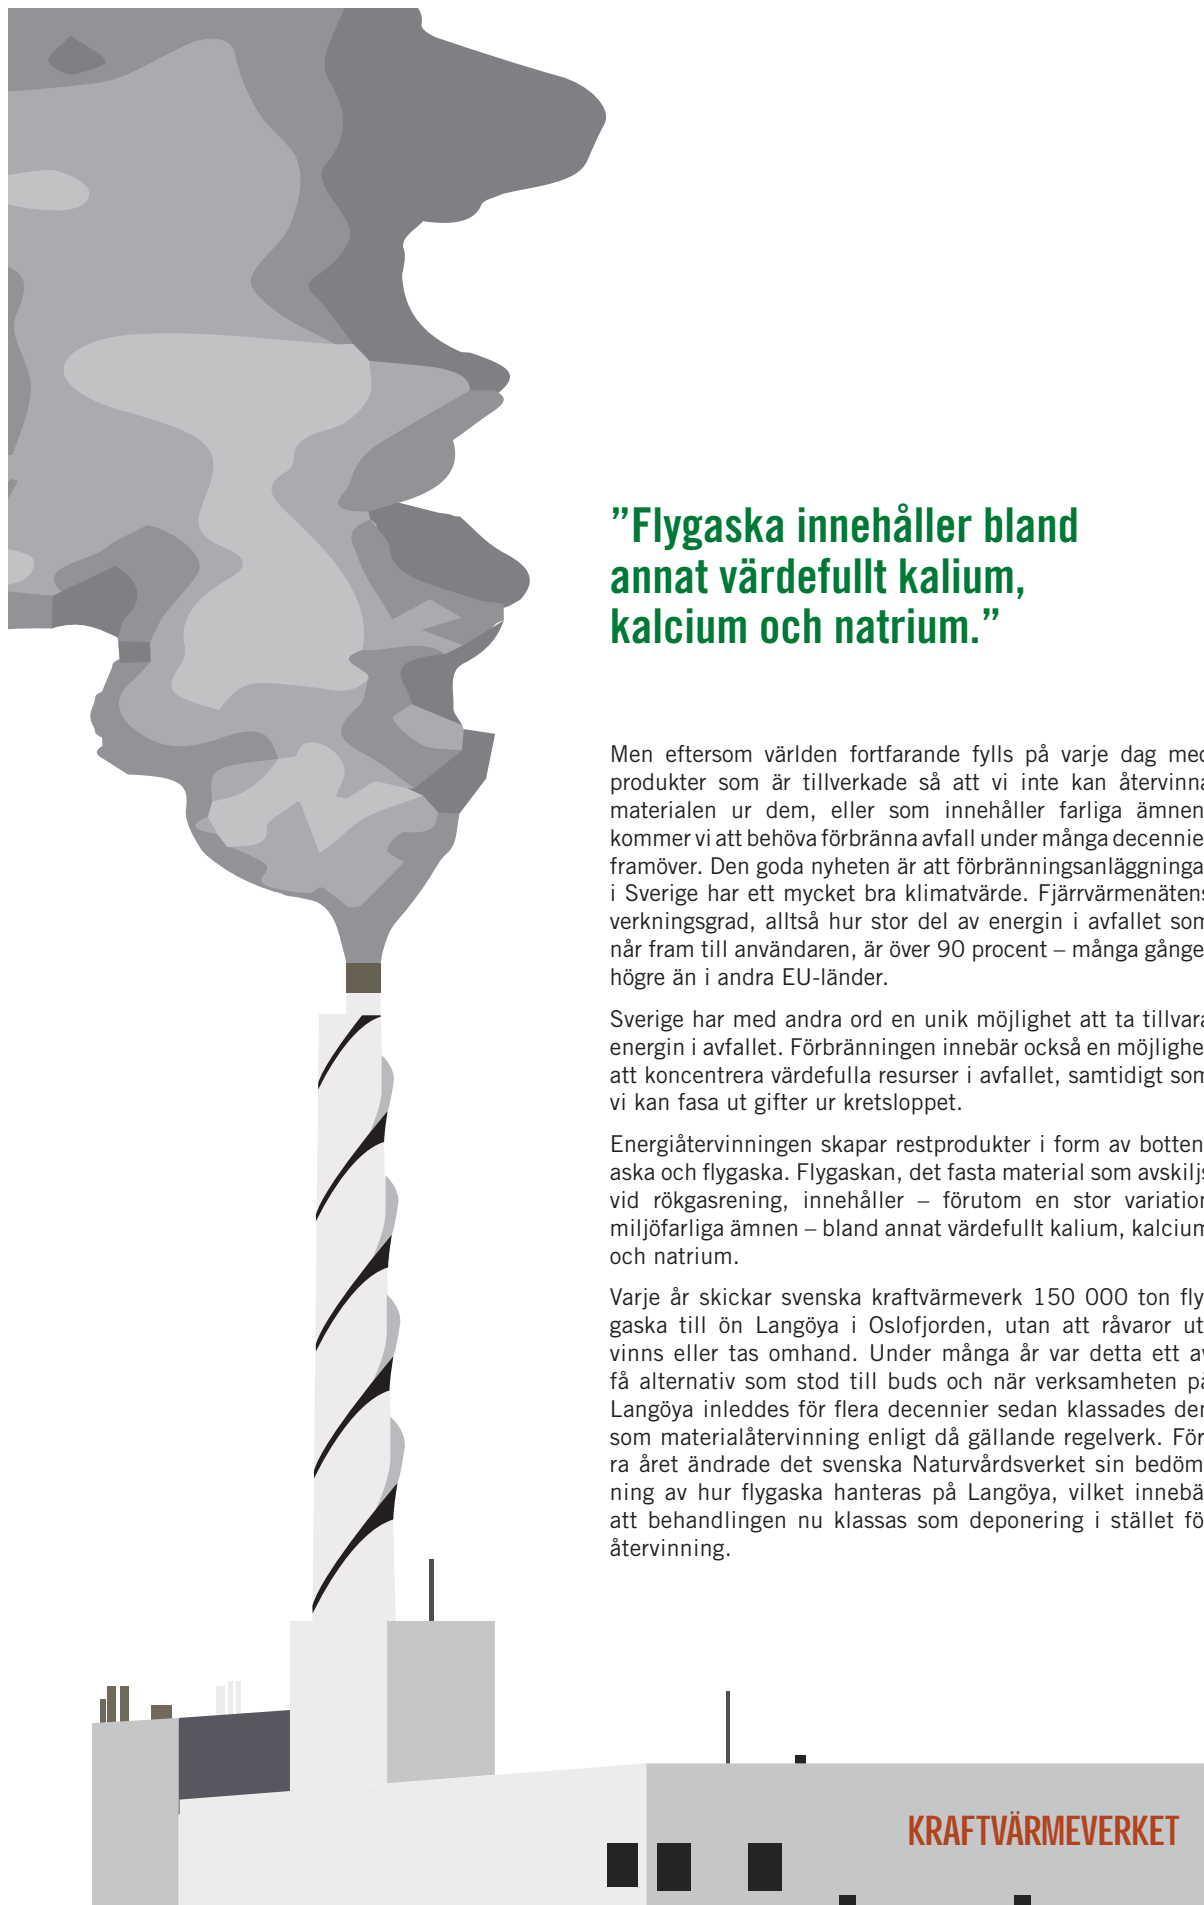 ”Flygaska innehåller bland
annat värdefullt kalium,
kalcium och natrium.”
Men eftersom världen fortfarande fylls på varje dag med
produkter som är tillverkade så att vi inte kan återvinna
materialen ur dem, eller som innehåller farliga ämnen
kommer vi att behöva förbränna avfall under många decennie
framöver. Den goda nyheten är att förbränningsanläggninga
i Sverige har ett mycket bra klimatvärde. Fjärrvärmenätens
verkningsgrad, alltså hur stor del av energin i avfallet som
når fram till användaren, är över 90 procent – många gånge
högre än i andra EU-länder.
Sverige har med andra ord en unik möjlighet att ta tillvara
energin i avfallet. Förbränningen innebär också en möjlighe
att koncentrera värdefulla resurser i avfallet, samtidigt som
vi kan fasa ut gifter ur kretsloppet.
Energiåtervinningen skapar restprodukter i form av botten
aska och flygaska. Flygaskan, det fasta material som avskiljs
vid rökgasrening, innehåller – förutom en stor variation
miljöfarliga ämnen – bland annat värdefullt kalium, kalcium
och natrium.
Varje år skickar svenska kraftvärmeverk 150 000 ton fly
gaska till ön Langöya i Oslofjorden, utan att råvaror ut
vinns eller tas omhand. Under många år var detta ett av
få alternativ som stod till buds och när verksamheten på
Langöya inleddes för flera decennier sedan klassades den
som materialåtervinning enligt då gällande regelverk. För
ra året ändrade det svenska Naturvårdsverket sin bedöm
ning av hur flygaska hanteras på Langöya, vilket innebä
att behandlingen nu klassas som deponering i stället fö
återvinning.
KRAFTVÄRMEVERKET